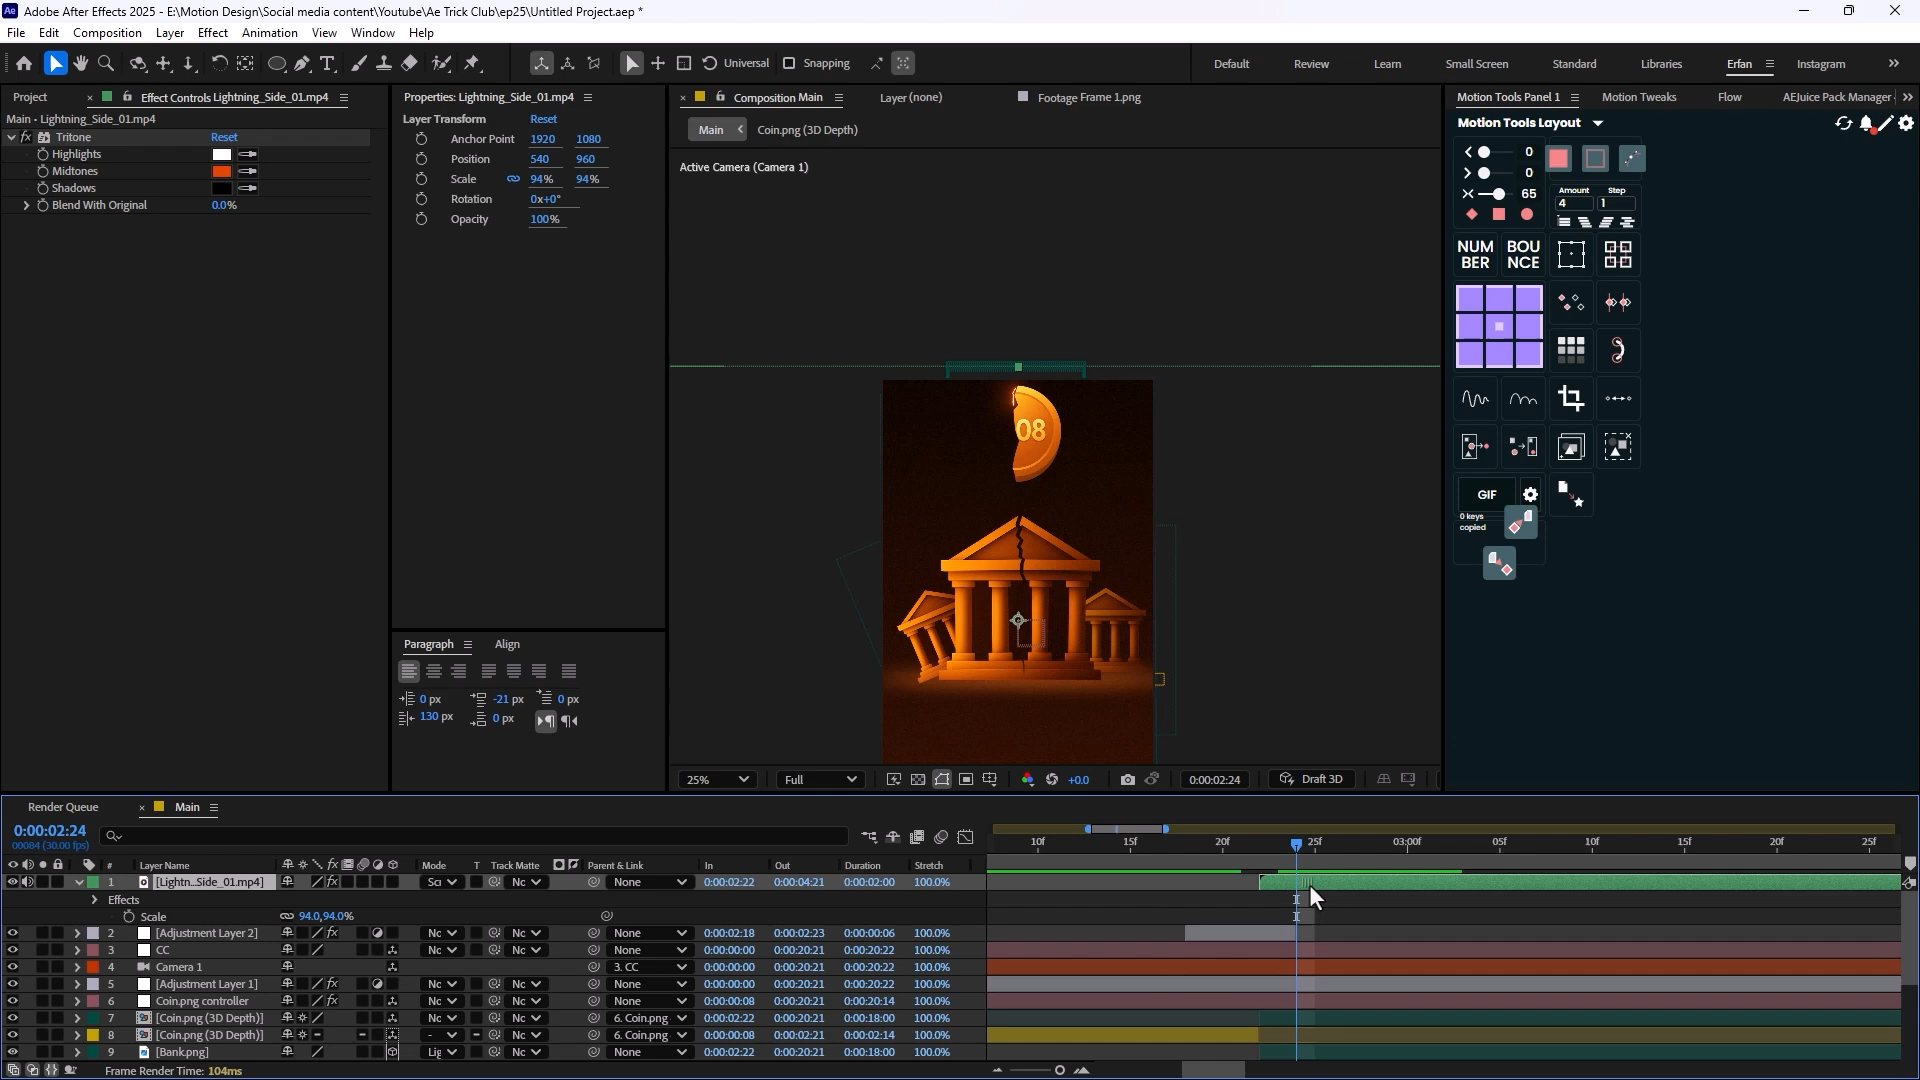 Adobe After Effects 2025 - E:\Motion Design\Social media content\Youtube\Ae Trick Club\ep25\Untitled Project.aep *
File Edit Composition Layer Effect Animation View Window Help
Universal Snapping Default Review Learn Small Screen Standard Libraries Erfan Instagram
Project Effect Controls Lightning_Side_01.mp4
Main - Lightning_Side_01.mp4
fx Tritone Reset
Highlights
Midtones
Shadows
Blend With Original 0.0%
Properties: Lightning_Side_01.mp4
Layer Transform Reset
Anchor Point 1920 1080
Position 540 960
Scale 94% 94%
Rotation 0x+0°
Opacity 100%
Paragraph Align
0 px -21 px 0 px
130 px 0 px
Composition Main Layer (none) Footage Frame 1.png
Main Coin.png (3D Depth)
Active Camera (Camera 1)
08
25% Full +0.0 0:00:02:24 Draft 3D
Motion Tools Panel 1 Motion Tweaks Flow AEJuice Pack Manager
Motion Tools Layout
0
0
65
Amount Step
4 1
NUM
BER
BOU
NCE
GIF
0 keys
copied
Render Queue Main
0:00:02:24
00084 (30.00 fps)
# Layer Name Mode T Track Matte Parent & Link In Out Duration Stretch
10f 15f 20f 25f 03:00f 05f 10f 15f 20f 25f
1 [Lightn...Side_01.mp4] Scr Nc None 0:00:02:22 0:00:04:21 0:00:02:00 100.0%
Effects
Scale 94.0,94.0%
2 [Adjustment Layer 2] Nc Nc None 0:00:02:18 0:00:02:23 0:00:00:06 100.0%
3 CC Nc Nc None 0:00:00:00 0:00:20:21 0:00:20:22 100.0%
4 Camera 1 3. CC 0:00:00:00 0:00:20:21 0:00:20:22 100.0%
5 [Adjustment Layer 1] Nc Nc None 0:00:00:00 0:00:20:21 0:00:20:22 100.0%
6 Coin.png controller Nc Nc None 0:00:00:08 0:00:20:21 0:00:20:14 100.0%
7 [Coin.png (3D Depth)] Nc Nc 6. Coin.png 0:00:02:22 0:00:20:21 0:00:18:00 100.0%
8 [Coin.png (3D Depth)] - Nc 6. Coin.png 0:00:00:08 0:00:02:21 0:00:02:14 100.0%
9 [Bank.png] Lig Nc None 0:00:02:22 0:00:20:21 0:00:18:00 100.0%
Frame Render Time: 104ms